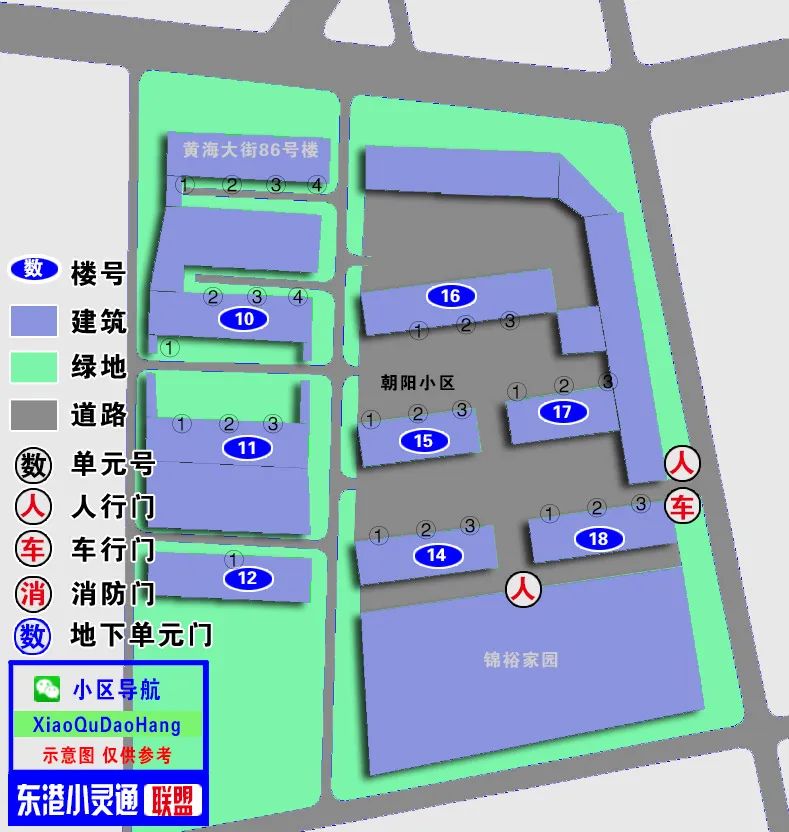 黄海大街86号楼
① ② ③ ④
② ③ ④
10
①
① ② ③
11
①
12
16
① ② ③
朝阳小区
① ② ③
17
① ② ③
15
① ② ③
14
① ② ③
18
人
车
人
锦裕家园
数 楼号
建筑
绿地
道路
数 单元号
人 人行门
车 车行门
消 消防门
数 地下单元门
小区导航
XiaoQuDaoHang
示意图 仅供参考
东港小灵通 联盟